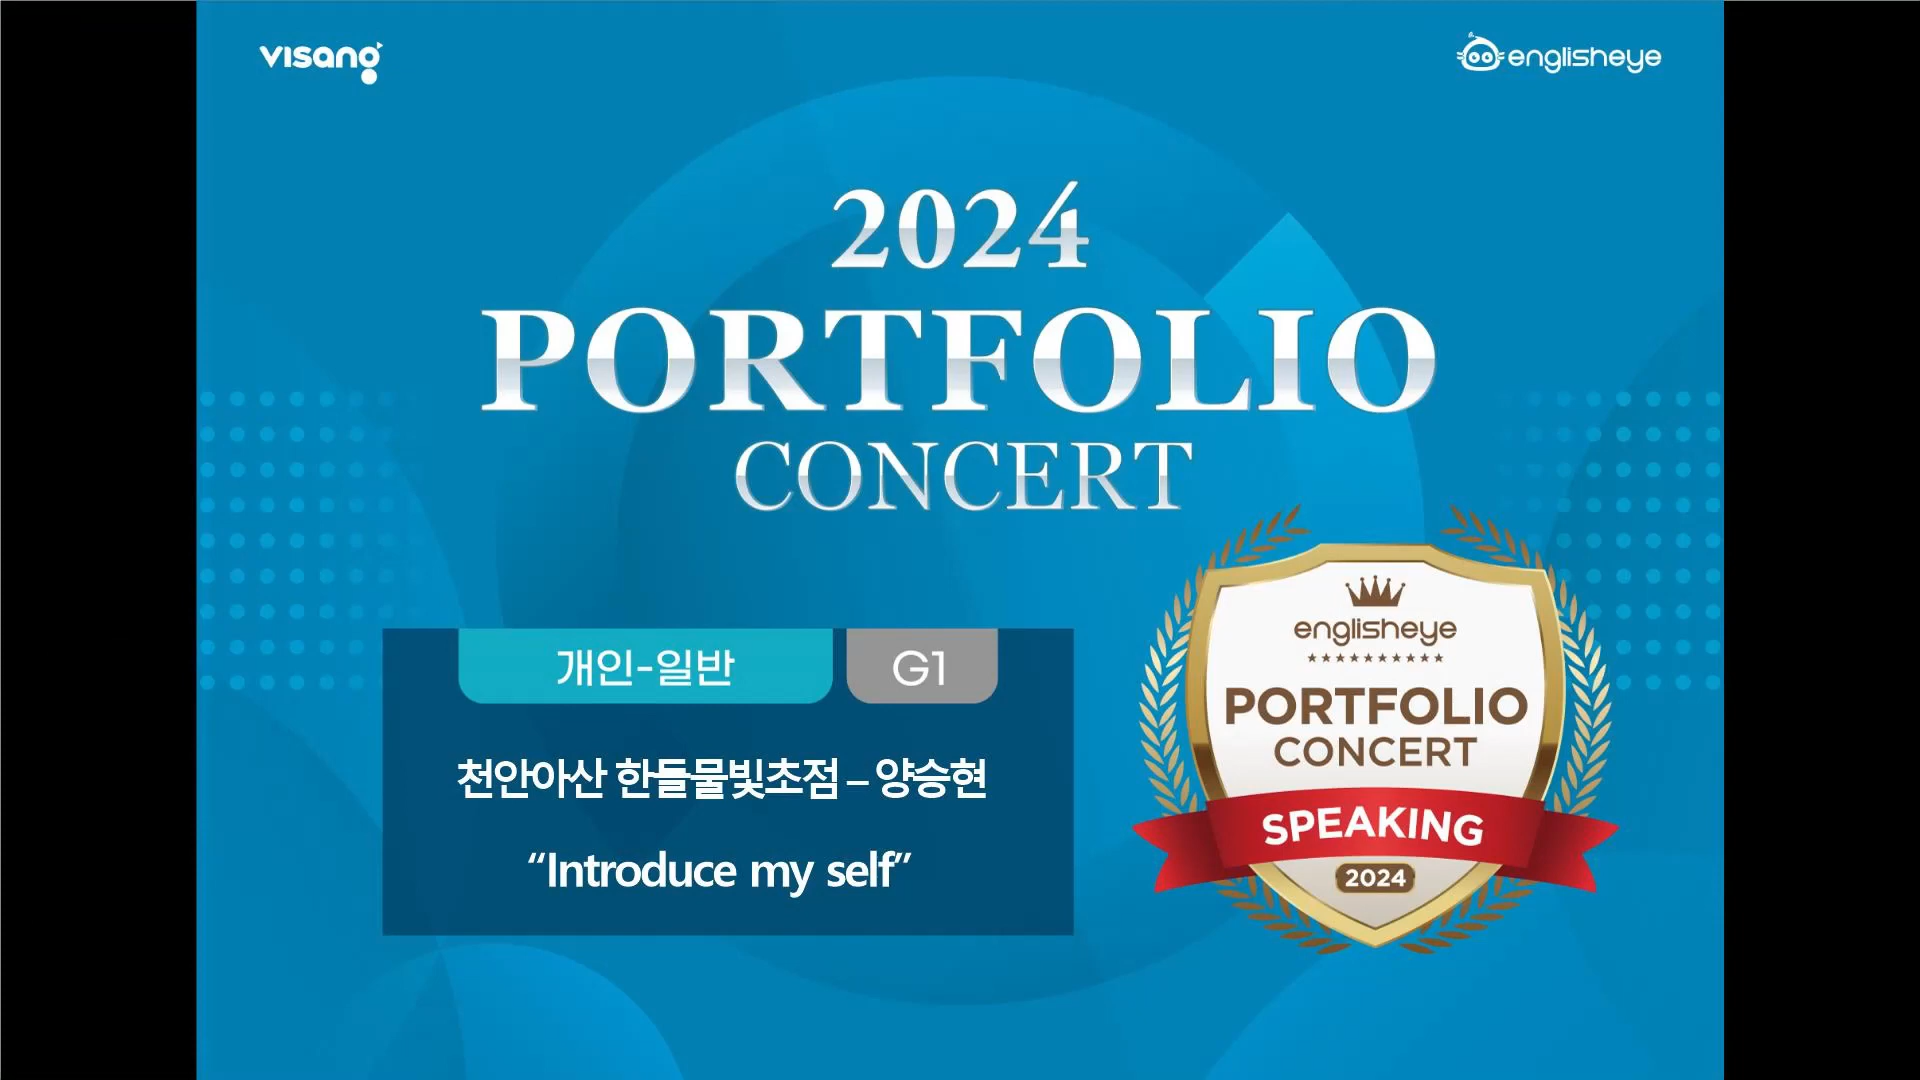 visang
englisheye
2024
PORTFOLIO
CONCERT
개인-일반
G1
천안아산 한들물빛초점 – 양승현
“Introduce my self”
englisheye
PORTFOLIO
CONCERT
SPEAKING
2024